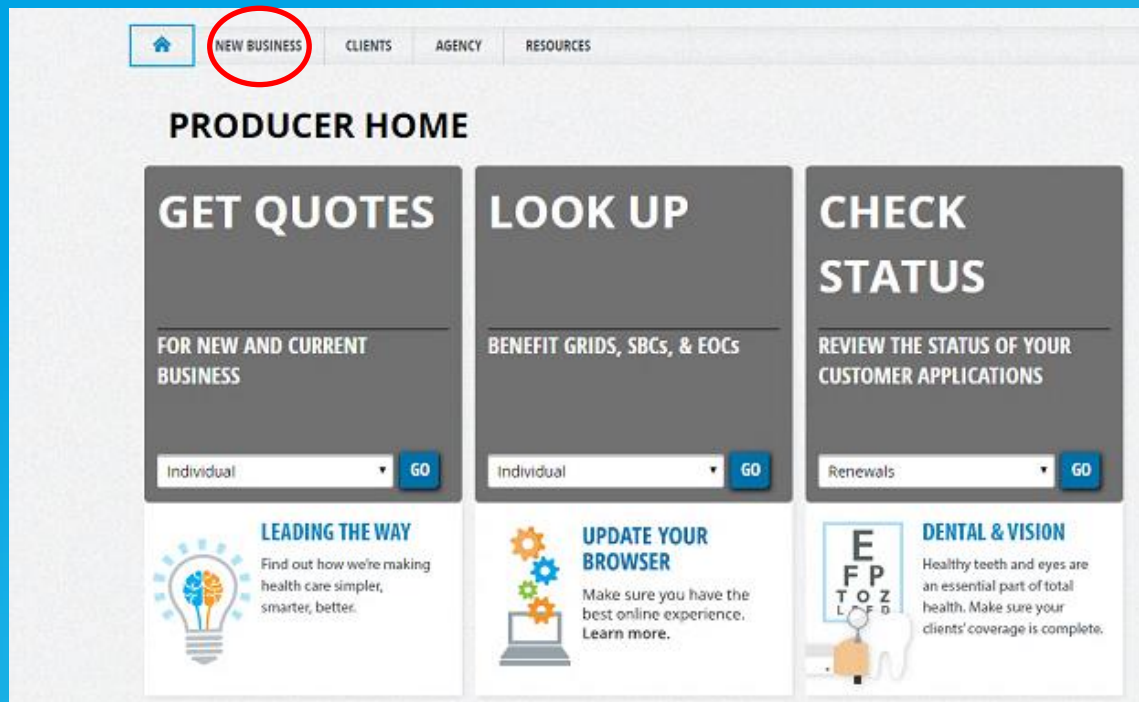 NEW BUSINESS
CLIENTS
AGENCY
RESOURCES
PRODUCER HOME
GET QUOTES
FOR NEW AND CURRENT
BUSINESS
Individual
GO
LOOK UP
BENEFIT GRIDS, SBCs, & EOCs
Individual
GO
CHECK
STATUS
REVIEW THE STATUS OF YOUR
CUSTOMER APPLICATIONS
Renewals
GO
LEADING THE WAY
Find out how we're making
health care simpler,
smarter, better.
UPDATE YOUR
BROWSER
Make sure you have the
best online experience.
Learn more.
E
F P
T O Z
DENTAL & VISION
Healthy teeth and eyes are
an essential part of total
health. Make sure your
clients' coverage is complete.